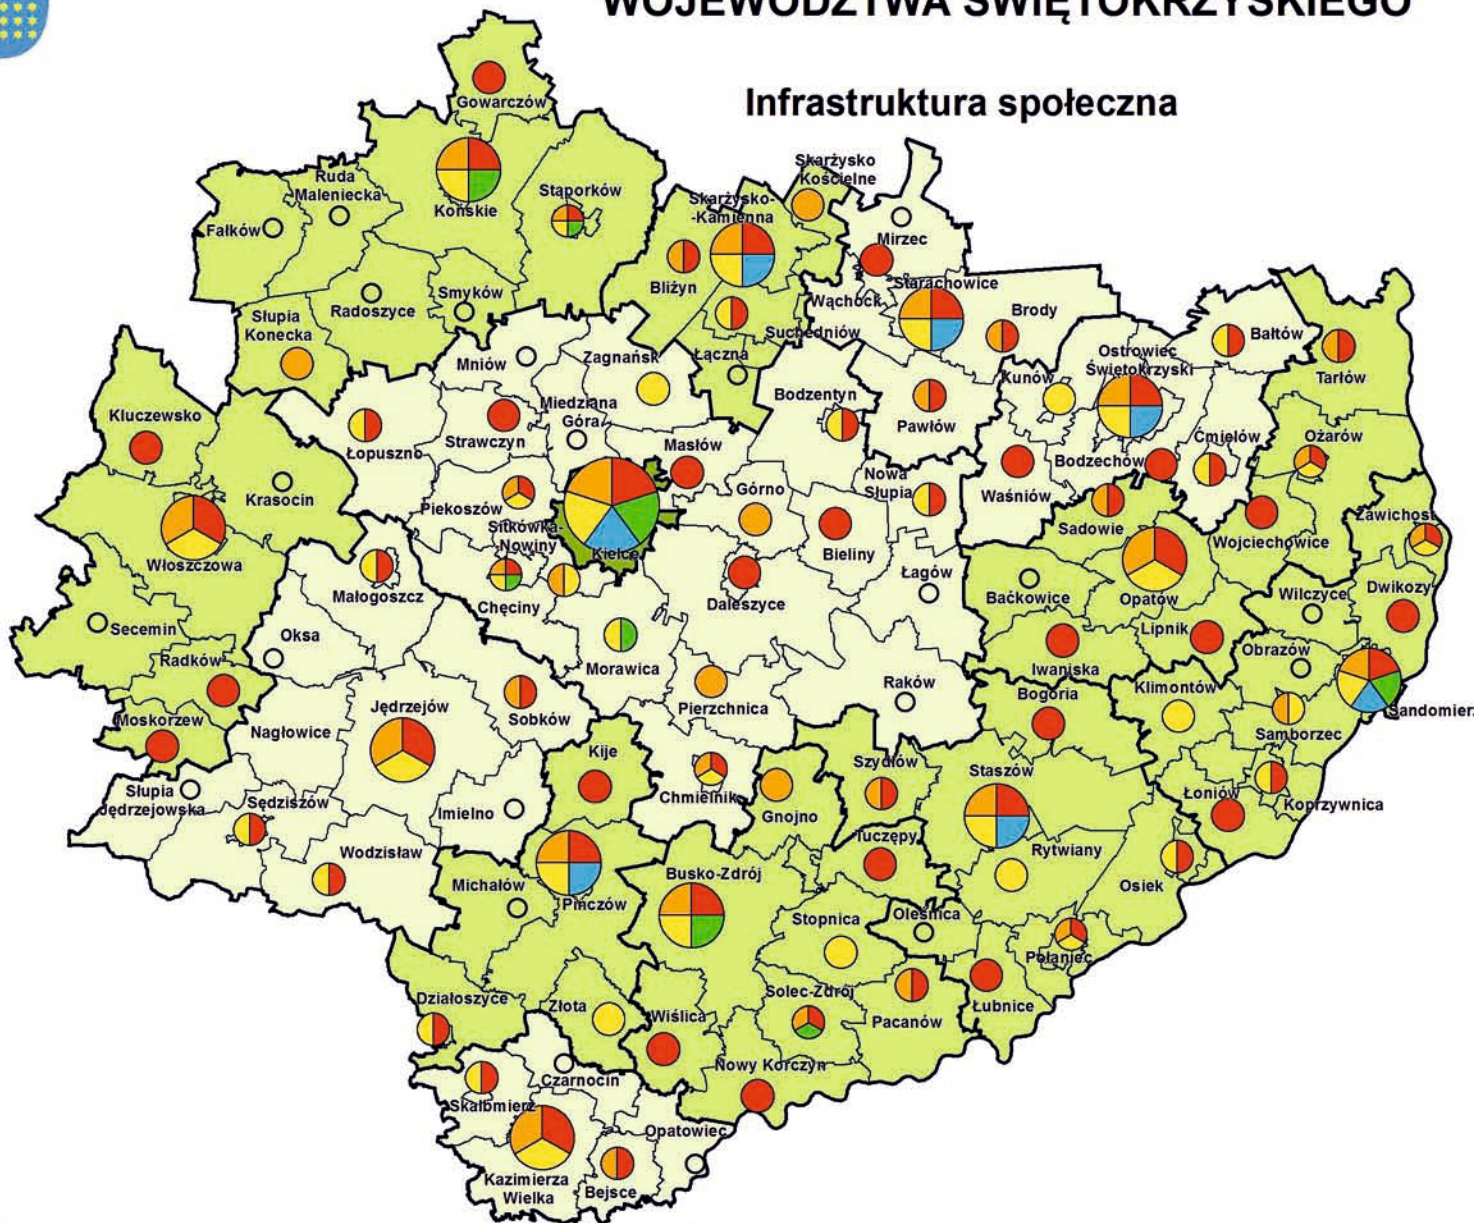 WOJEWÓDZTWA ŚWIĘTOKRZYSKIEGO
Infrastruktura społeczna
Gowarczów
Ruda
Maleniecka
Końskie
Stąporków
Fałków
Radoszyce
Smyków
Słupia
Konecka
Skarżysko
Kościelne
Skarżysko-
-Kamienna
Bliżyn
Suchedniów
Łączna
Mirzec
Wąchock
Starachowice
Brody
Pawłów
Mniów
Zagnańsk
Miedziana
Góra
Strawczyn
Łopuszno
Masłów
Bodzentyn
Kunów
Ostrowiec
Świętokrzyski
Bałtów
Tarłów
Ożarów
Ćmielów
Bodzechów
Waśniów
Sadowie
Wojciechowice
Zawichost
Kluczewsko
Krasocin
Włoszczowa
Secemin
Radków
Moskorzew
Piekoszów
Sitkówka-
Nowiny
Kielce
Górno
Nowa
Słupia
Bieliny
Łagów
Daleszyce
Chęciny
Morawica
Pierzchnica
Raków
Małogoszcz
Oksa
Baćkowice
Opatów
Lipnik
Iwaniska
Wilczyce
Dwikozy
Obrazów
Sandomierz
Klimontów
Samborzec
Łoniów
Koprzywnica
Bogoria
Staszów
Szydłów
Rytwiany
Osiek
Połaniec
Łubnice
Oleśnica
Nagłowice
Jędrzejów
Sobków
Imielno
Słupia
Jędrzejowska
Sędziszów
Wodzisław
Kije
Chmielnik
Gnojno
Tuczępy
Michałów
Pińczów
Busko-Zdrój
Stopnica
Działoszyce
Złota
Wiślica
Solec-Zdrój
Pacanów
Nowy Korczyn
Czarnocin
Skalbmierz
Opatowiec
Kazimierza
Wielka
Bejsce